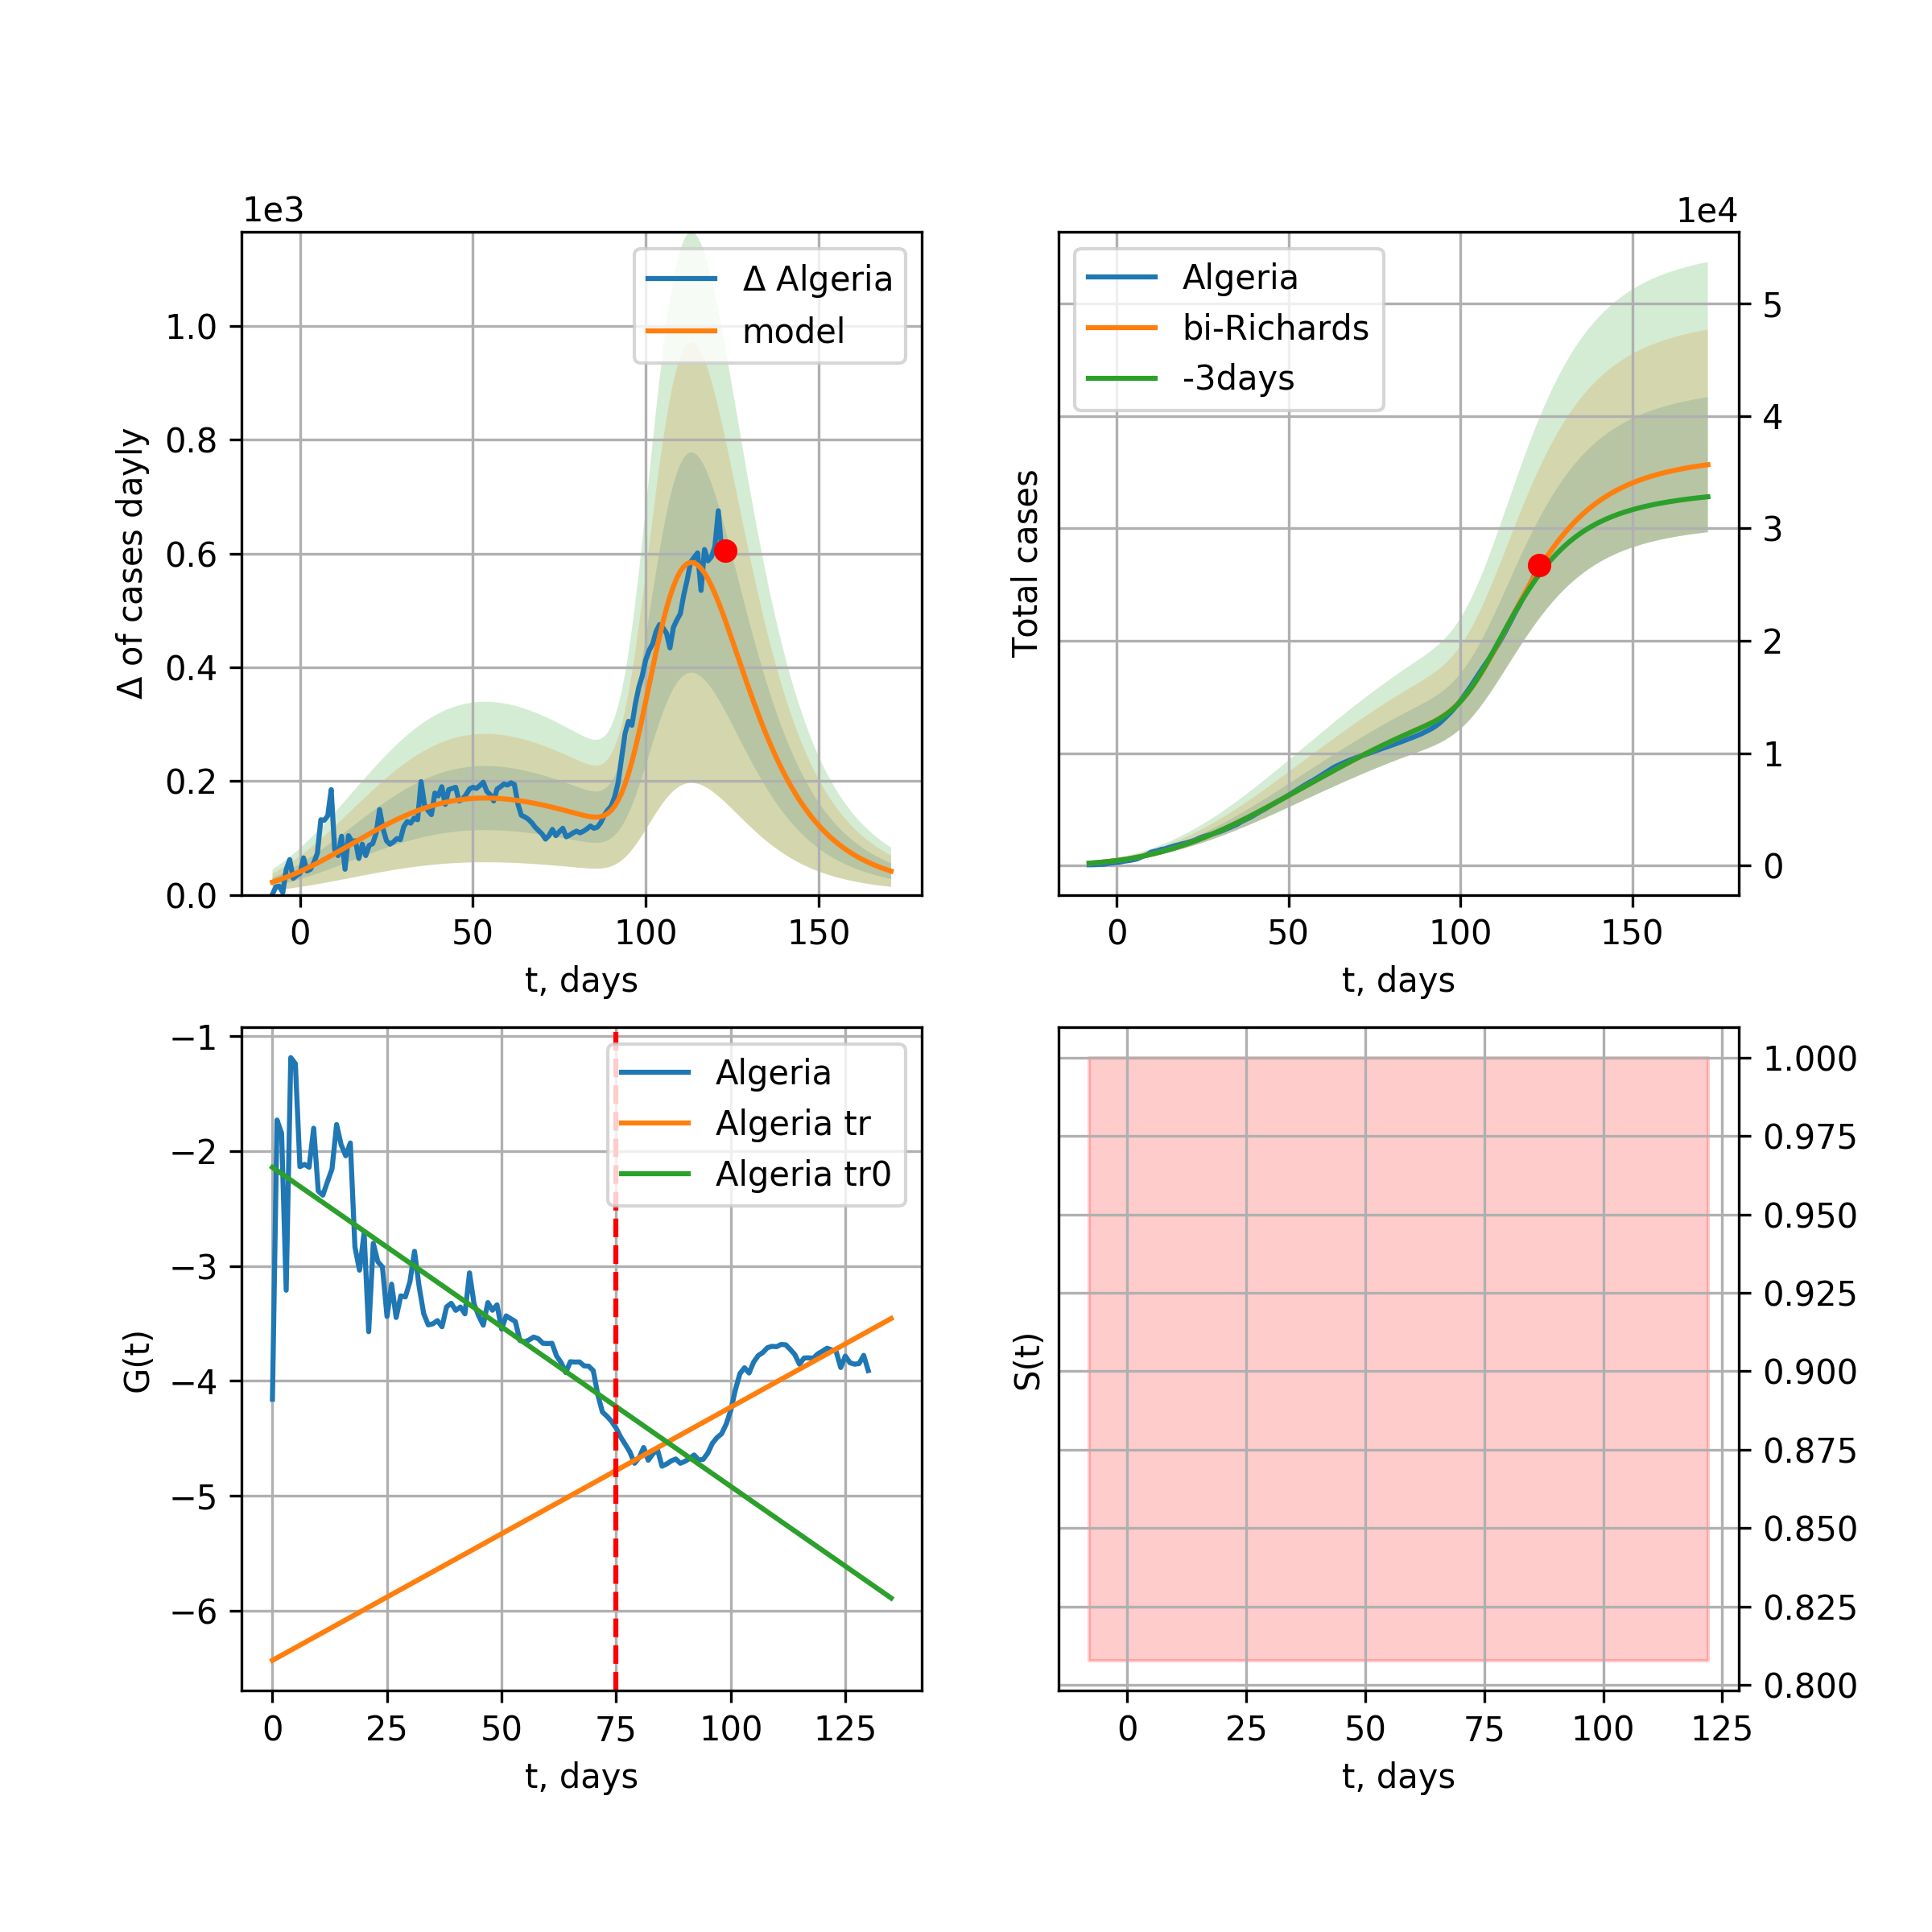 1e3
Δ of cases dayly
1.0
0.8
0.6
0.4
0.2
0.0
0 50 100 150
t, days
Δ Algeria
model
1e4
Total cases
5
4
3
2
1
0
0 50 100 150
t, days
Algeria
bi-Richards
-3days
G(t)
−1
−2
−3
−4
−5
−6
0 25 50 75 100 125
t, days
Algeria
Algeria tr
Algeria tr0
S(t)
1.000
0.975
0.950
0.925
0.900
0.875
0.850
0.825
0.800
0 25 50 75 100 125
t, days